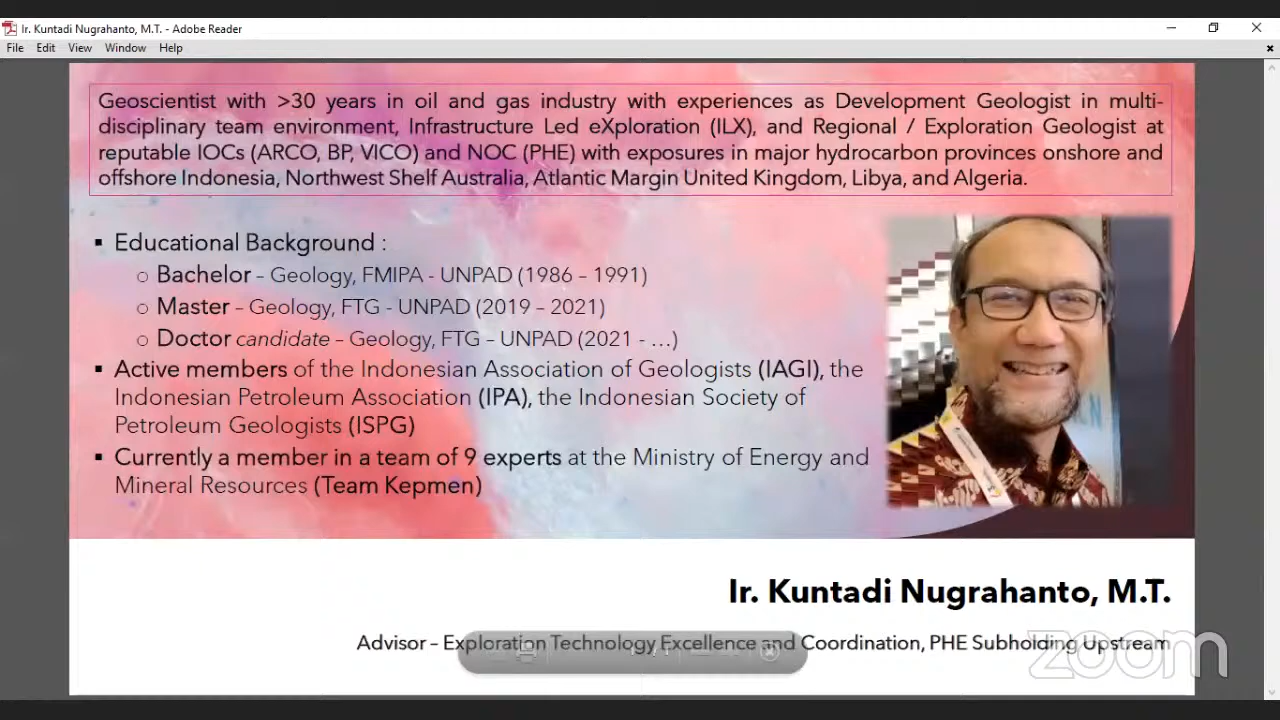 Ir. Kuntadi Nugrahanto, M.T. - Adobe Reader
File Edit View Window Help
Geoscientist with >30 years in oil and gas industry with experiences as Development Geologist in multi-
disciplinary team environment, Infrastructure Led eXploration (ILX), and Regional / Exploration Geologist at
reputable IOCs (ARCO, BP, VICO) and NOC (PHE) with exposures in major hydrocarbon provinces onshore and
offshore Indonesia, Northwest Shelf Australia, Atlantic Margin United Kingdom, Libya, and Algeria.
▪ Educational Background :
○ Bachelor – Geology, FMIPA - UNPAD (1986 – 1991)
○ Master – Geology, FTG - UNPAD (2019 – 2021)
○ Doctor candidate – Geology, FTG – UNPAD (2021 - …)
▪ Active members of the Indonesian Association of Geologists (IAGI), the
Indonesian Petroleum Association (IPA), the Indonesian Society of
Petroleum Geologists (ISPG)
▪ Currently a member in a team of 9 experts at the Ministry of Energy and
Mineral Resources (Team Kepmen)
Ir. Kuntadi Nugrahanto, M.T.
Advisor – Exploration Technology Excellence and Coordination, PHE Subholding Upstream
zoom